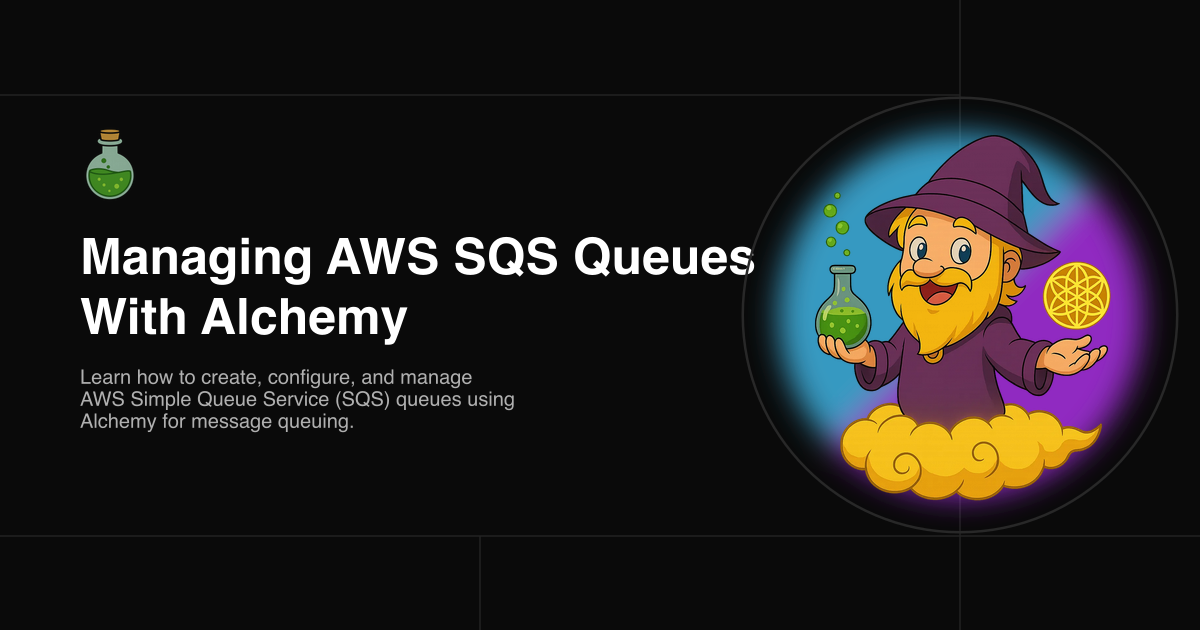 Managing AWS SQS Queues
With Alchemy
Learn how to create, configure, and manage
AWS Simple Queue Service (SQS) queues using
Alchemy for message queuing.